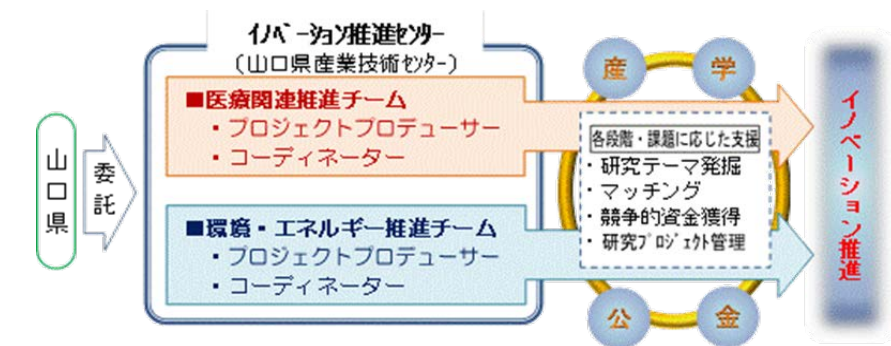 山口県
委託
ｲﾉﾍﾞｰｼｮﾝ推進ｾﾝﾀｰ
（山口県産業技術ｾﾝﾀｰ）
■医療関連推進チーム
・プロジェクトプロデューサー
・コーディネーター
■環境・エネルギー推進チーム
・プロジェクトプロデューサー
・コーディネーター
産
学
各段階・課題に応じた支援
・研究テーマ発掘
・マッチング
・競争的資金獲得
・研究ﾌﾟﾛｼﾞｪｸﾄ管理
公
金
イノベーション推進